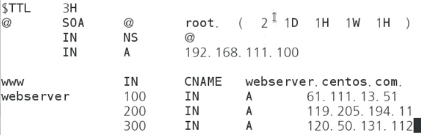 $TTL 3H
@ SOA @ root. ( 2 1D 1H 1W 1H )
IN NS @
IN A 192.168.111.100
www IN CNAME webserver.centos.com.
webserver 100 IN A 61.111.13.51
200 IN A 119.205.194.11
300 IN A 120.50.131.112